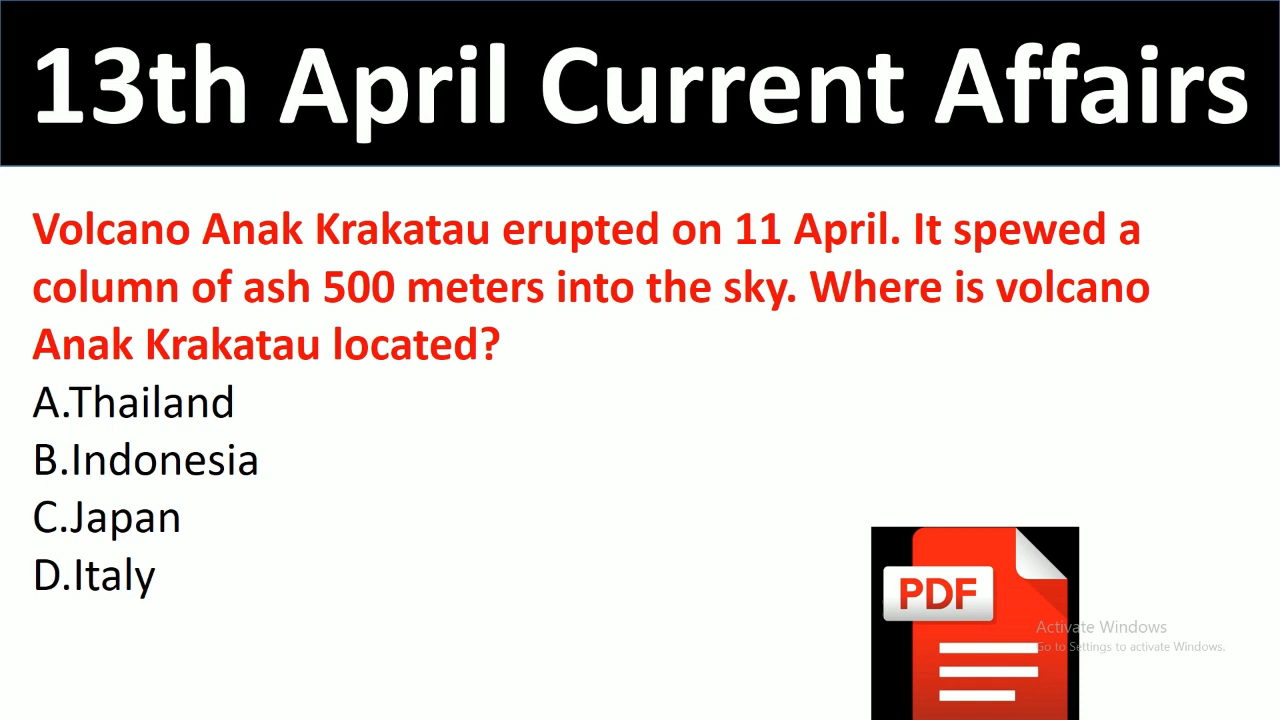 13th April Current Affairs
Volcano Anak Krakatau erupted on 11 April. It spewed a
column of ash 500 meters into the sky. Where is volcano
Anak Krakatau located?
A.Thailand
B.Indonesia
C.Japan
D.Italy
PDF
Activate Windows
Go to Settings to activate Windows.